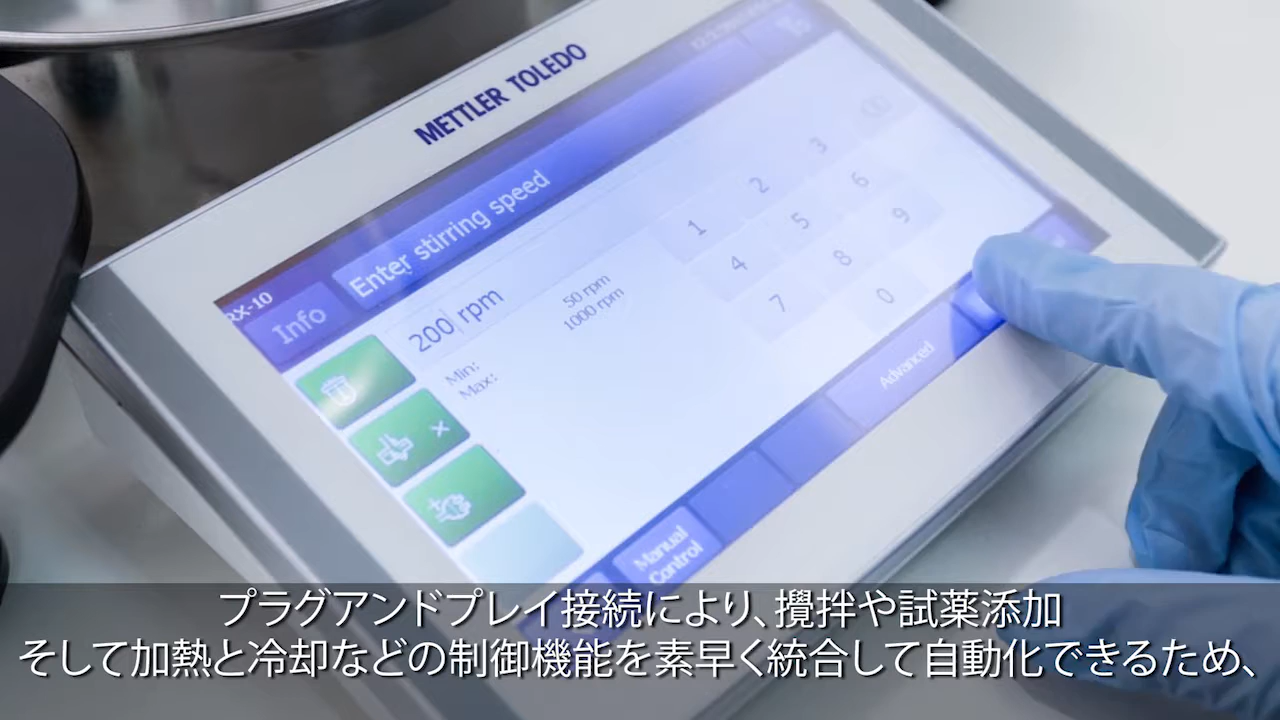 METTLER TOLEDO
RX-10
Info
Enter stirring speed
200 rpm
Min: 50 rpm
Max: 1000 rpm
1 2 3
4 5 6
7 8 9
0
Advanced
Manual
Control
プラグアンドプレイ接続により、攪拌や試薬添加
そして加熱と冷却などの制御機能を素早く統合して自動化できるため、